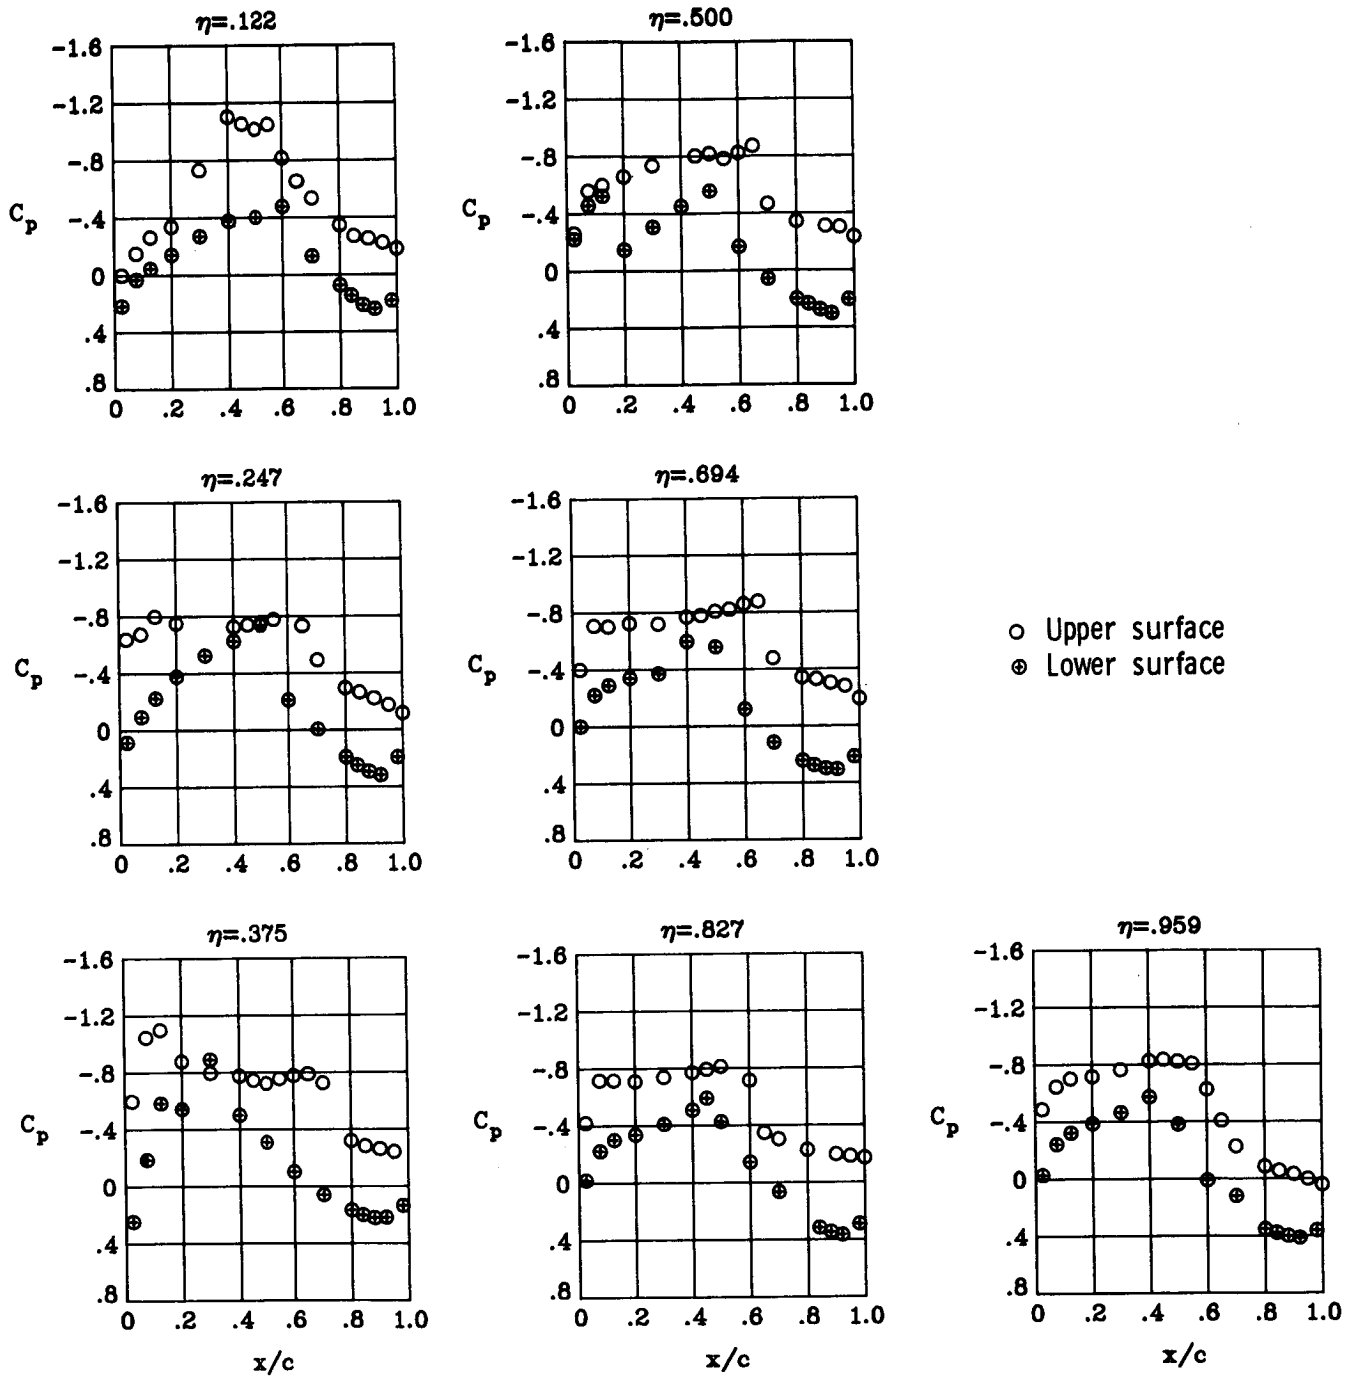 η=.122
-1.6
-1.2
-.8
-.4
0
.4
.8
C_p
0 .2 .4 .6 .8 1.0
η=.500
-1.6
-1.2
-.8
-.4
0
.4
.8
C_p
0 .2 .4 .6 .8 1.0
η=.247
-1.6
-1.2
-.8
-.4
0
.4
.8
C_p
0 .2 .4 .6 .8 1.0
η=.694
-1.6
-1.2
-.8
-.4
0
.4
.8
C_p
0 .2 .4 .6 .8 1.0
Upper surface
Lower surface
η=.375
-1.6
-1.2
-.8
-.4
0
.4
.8
C_p
0 .2 .4 .6 .8 1.0
x/c
η=.827
-1.6
-1.2
-.8
-.4
0
.4
.8
C_p
0 .2 .4 .6 .8 1.0
x/c
η=.959
-1.6
-1.2
-.8
-.4
0
.4
.8
C_p
0 .2 .4 .6 .8 1.0
x/c